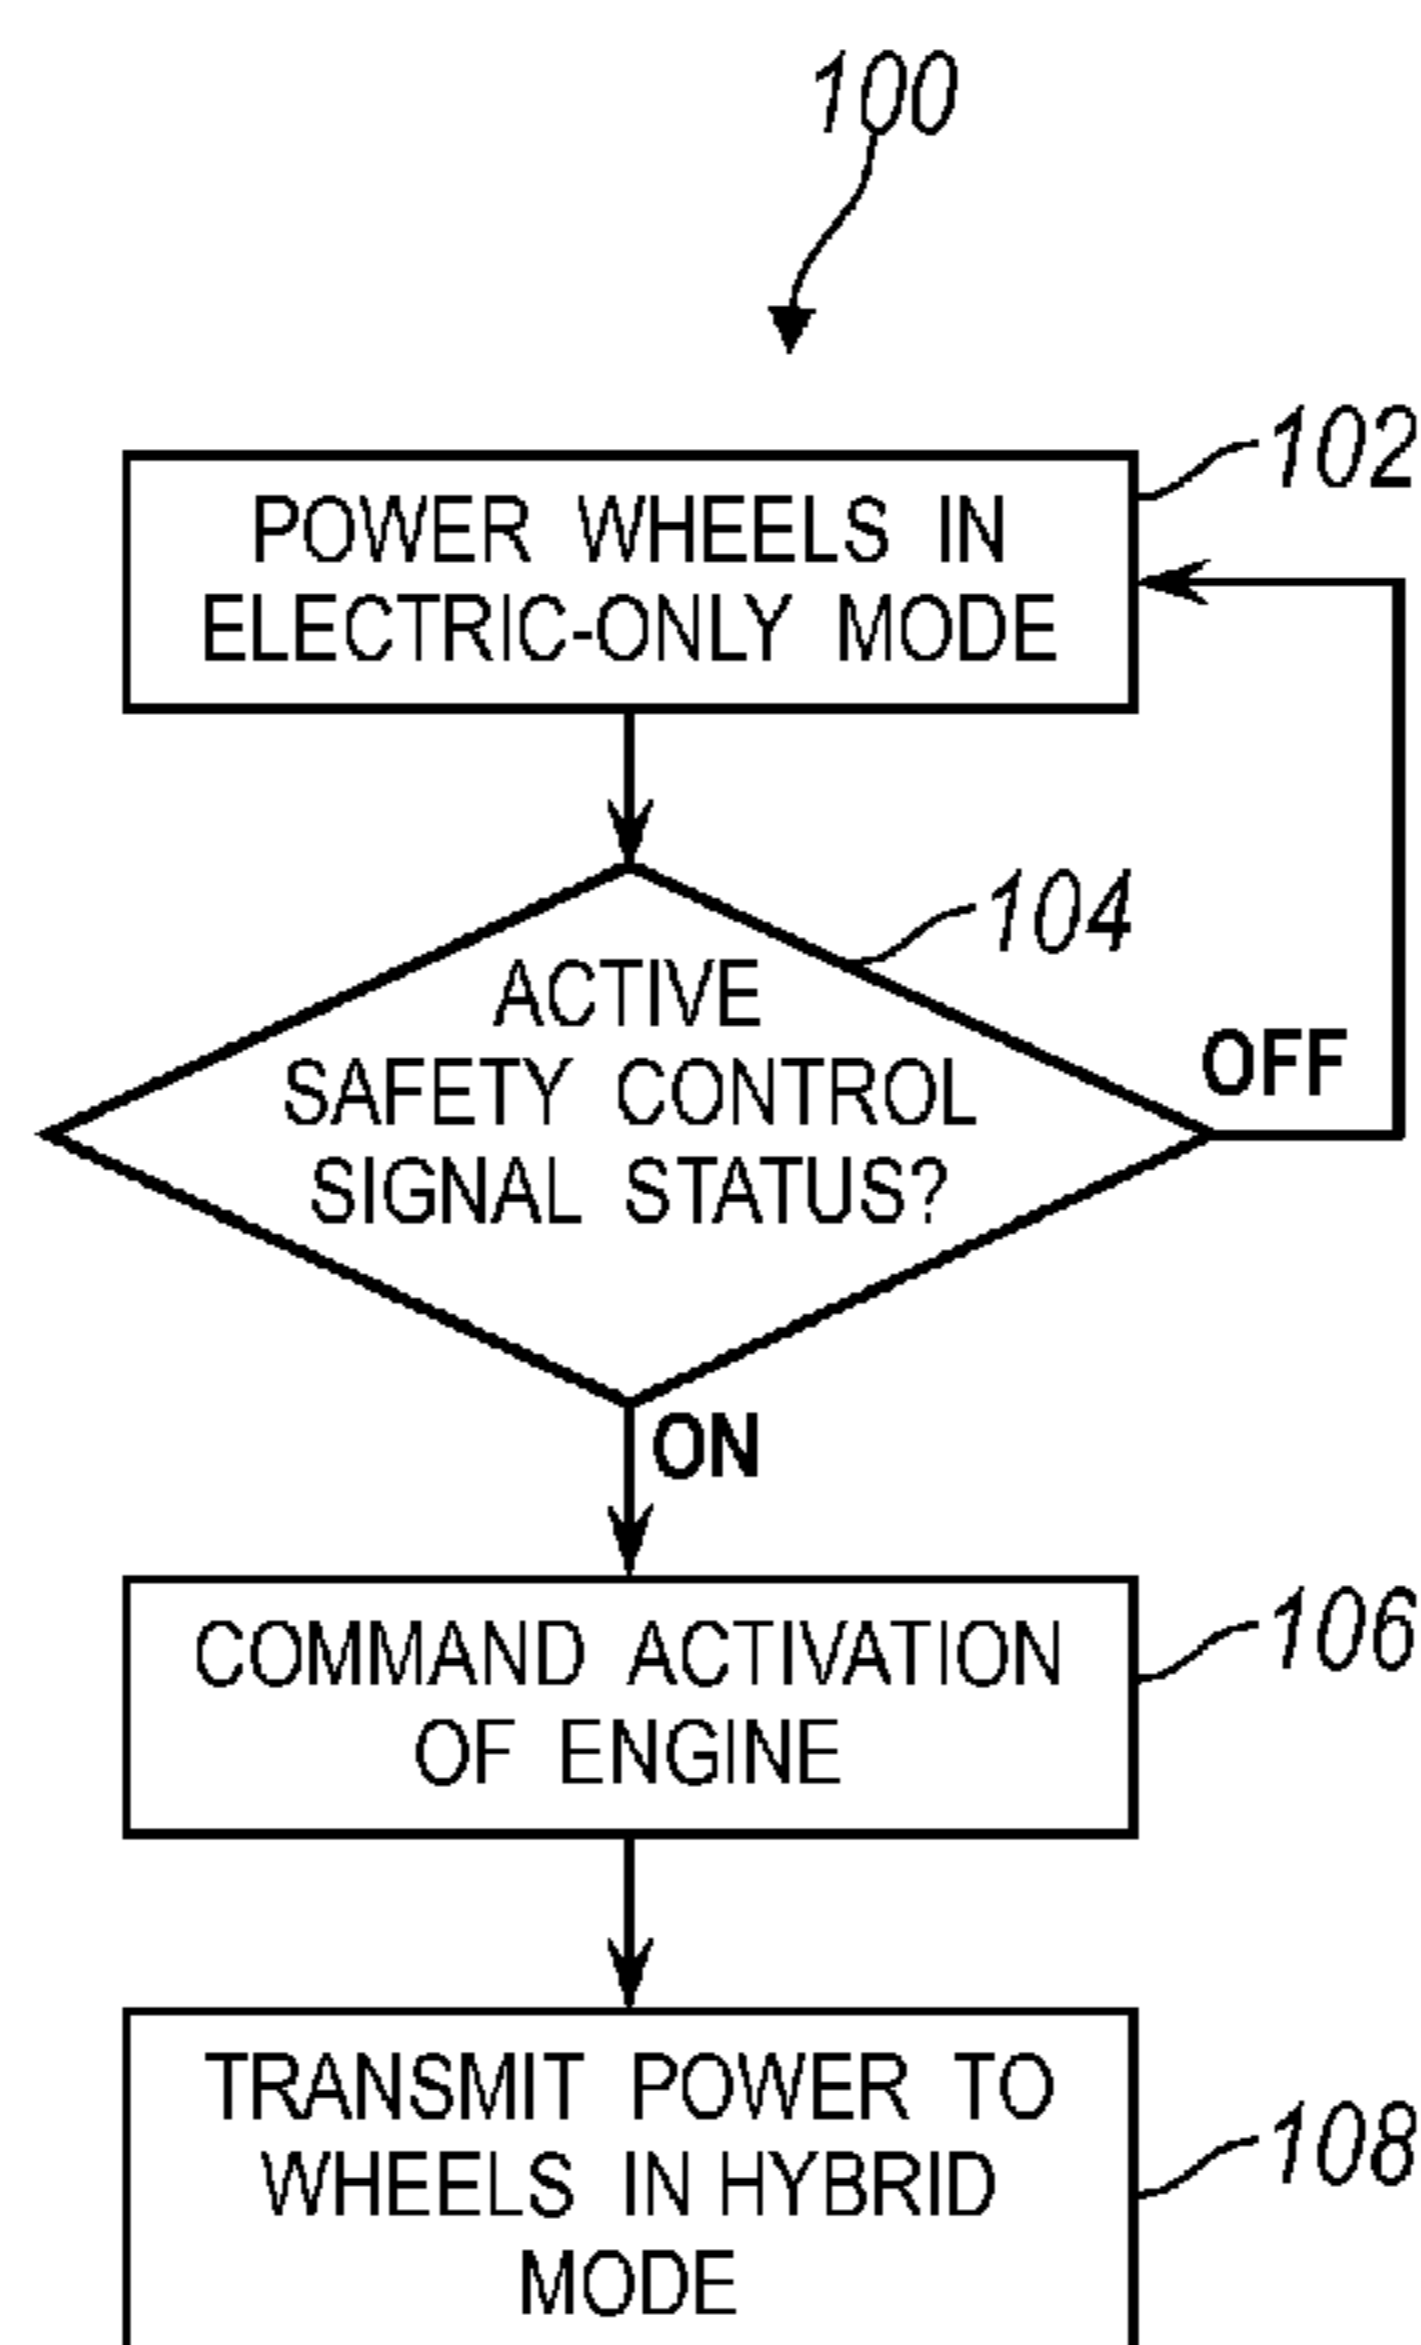 100
102
POWER WHEELS IN
ELECTRIC-ONLY MODE
104
ACTIVE
SAFETY CONTROL
SIGNAL STATUS?
OFF
ON
106
COMMAND ACTIVATION
OF ENGINE
108
TRANSMIT POWER TO
WHEELS IN HYBRID
MODE